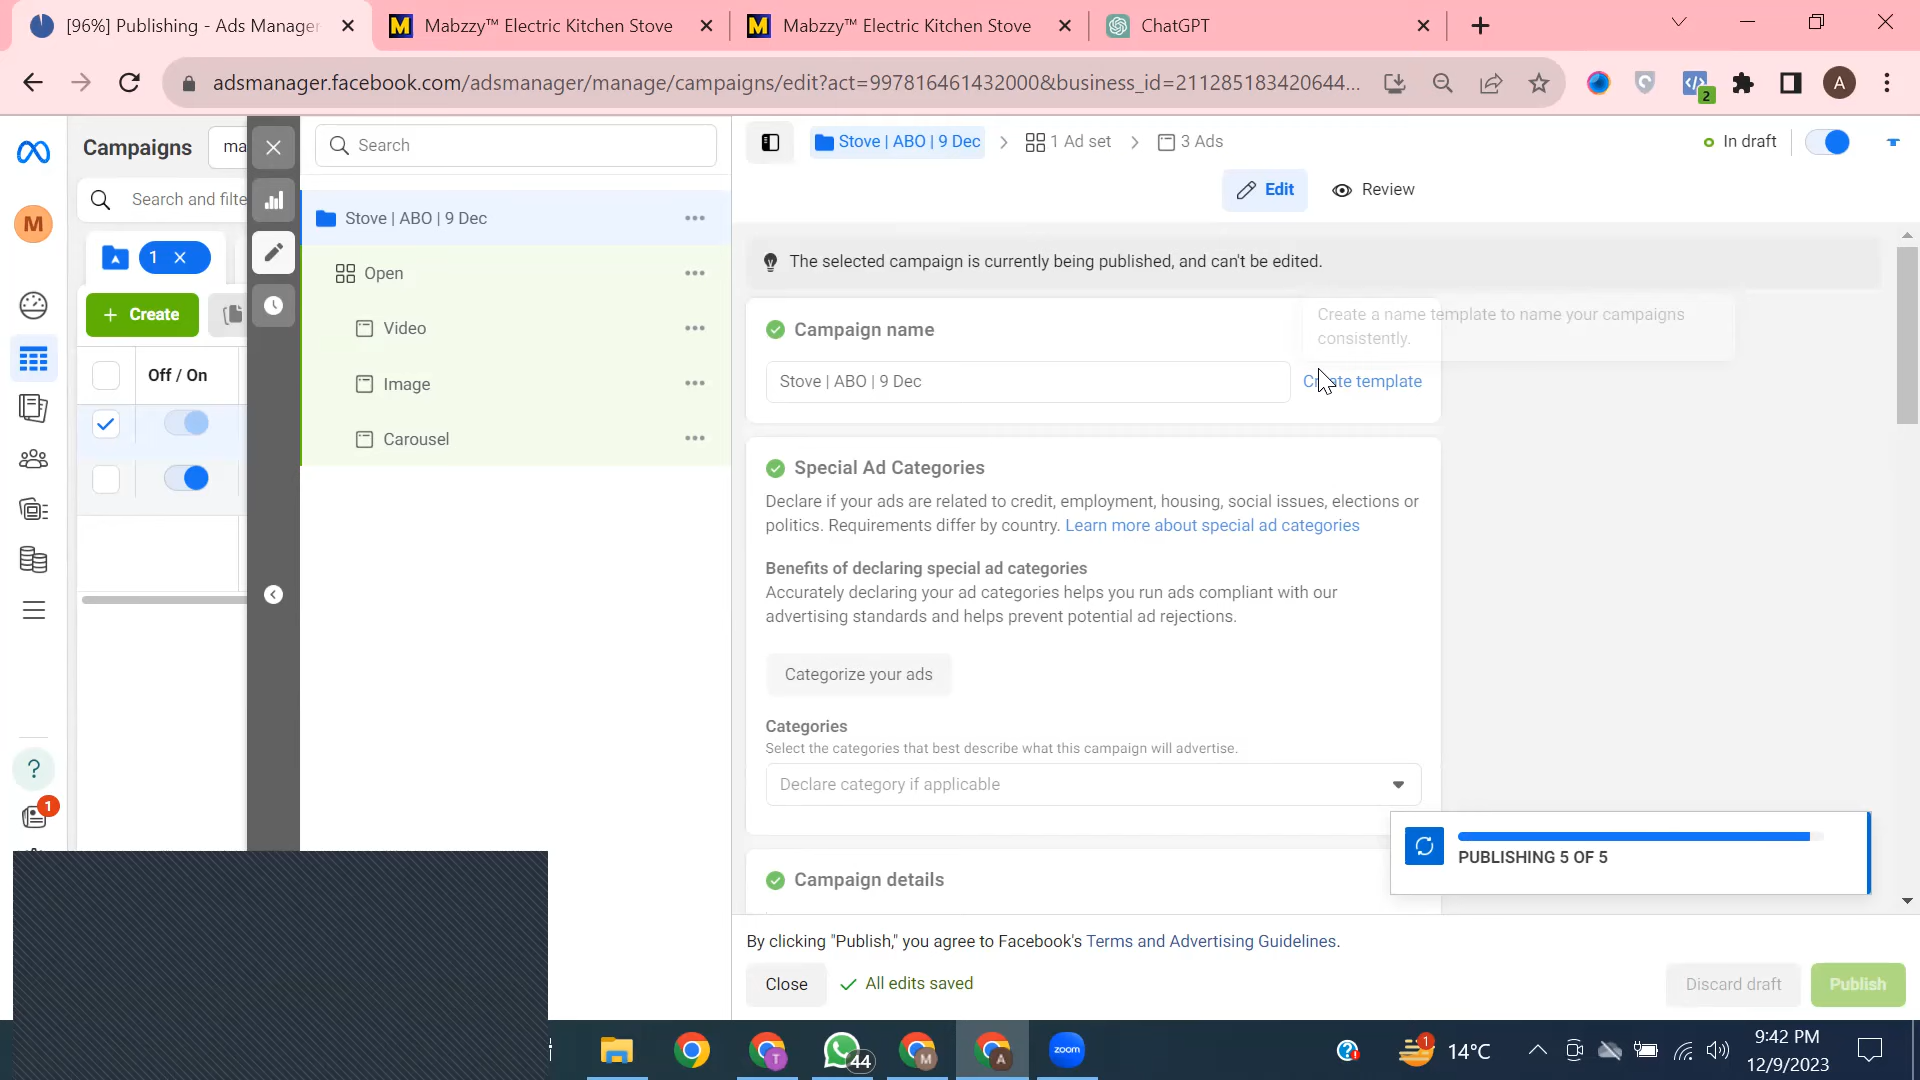 [96%] Publishing - Ads Manager
Mabzzy™ Electric Kitchen Stove
Mabzzy™ Electric Kitchen Stove
ChatGPT
adsmanager.facebook.com/adsmanager/manage/campaigns/edit?act=997816461432000&business_id=211285183420644...
2
A
Campaigns
ma
Search
Stove | ABO | 9 Dec
1 Ad set
3 Ads
In draft
Edit
Review
M
Search and filte
Stove | ABO | 9 Dec
The selected campaign is currently being published, and can't be edited.
1
Open
Create
Video
Campaign name
Create a name template to name your campaigns
consistently.
Off / On
Image
Stove | ABO | 9 Dec
Create template
Carousel
Special Ad Categories
Declare if your ads are related to credit, employment, housing, social issues, elections or
politics. Requirements differ by country. Learn more about special ad categories
Benefits of declaring special ad categories
Accurately declaring your ad categories helps you run ads compliant with our
advertising standards and helps prevent potential ad rejections.
Categorize your ads
Categories
Select the categories that best describe what this campaign will advertise.
Declare category if applicable
?
1
PUBLISHING 5 OF 5
Campaign details
By clicking "Publish," you agree to Facebook's Terms and Advertising Guidelines.
Close
All edits saved
Discard draft
Publish
T
44
M
A
zoom
1
14°C
9:42 PM
12/9/2023